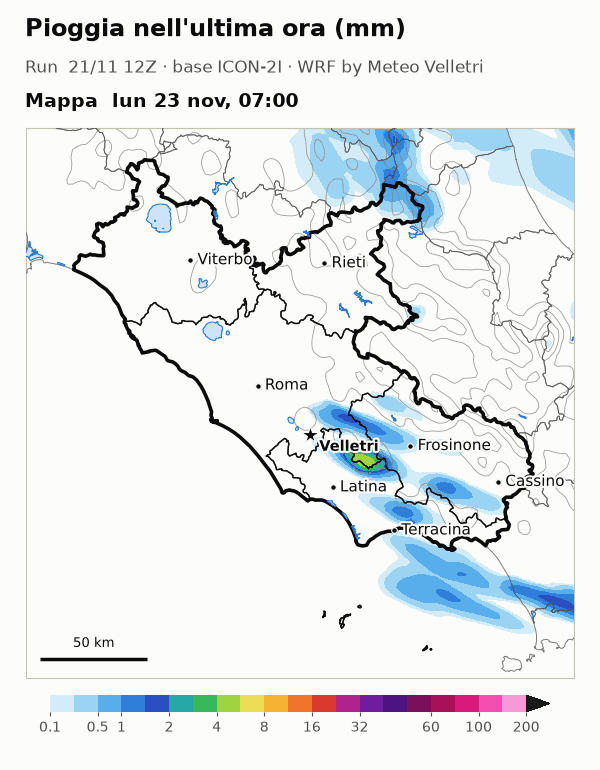 Pioggia nell'ultima ora (mm)
Run 21/11 12Z · base ICON-2I · WRF by Meteo Velletri
Mappa lun 23 nov, 07:00
Viterbo
Rieti
Roma
Velletri
Frosinone
Latina
Cassino
Terracina
50 km
0.1 0.5 1 2 4 8 16 32 60 100 200